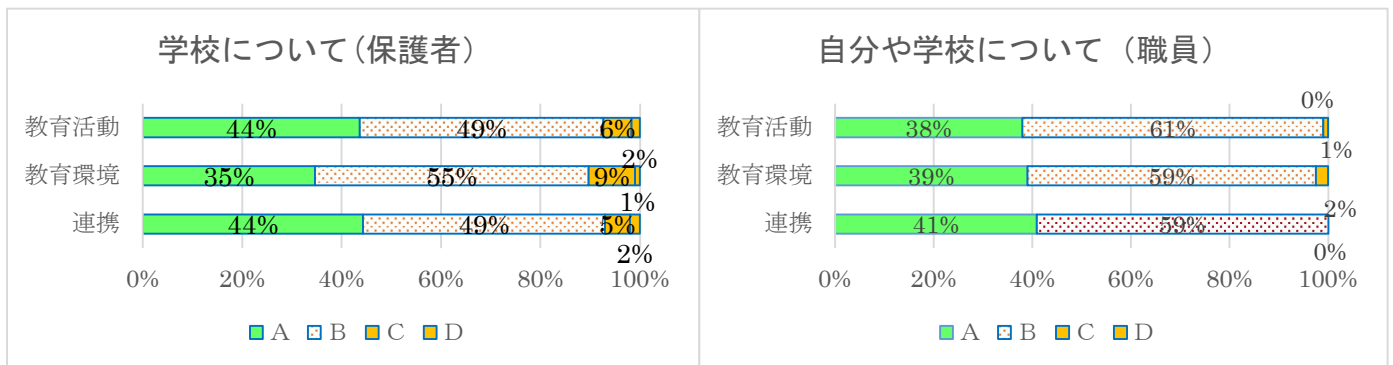 学校について(保護者)
教育活動 44% 49% 6%
2%
教育環境 35% 55% 9%
1%
連携 44% 49% 5%
2%
0% 20% 40% 60% 80% 100%
A B C D
自分や学校について（職員）
0%
教育活動 38% 61%
1%
教育環境 39% 59%
2%
連携 41% 59%
0%
0% 20% 40% 60% 80% 100%
A B C D